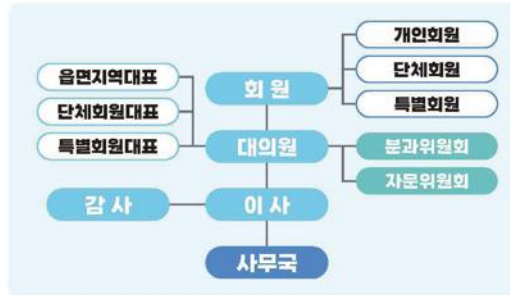 개인회원
읍면지역대표
회 원
단체회원
단체회원대표
특별회원
특별회원대표
대의원
분과위원회
자문위원회
감 사
이 사
사무국